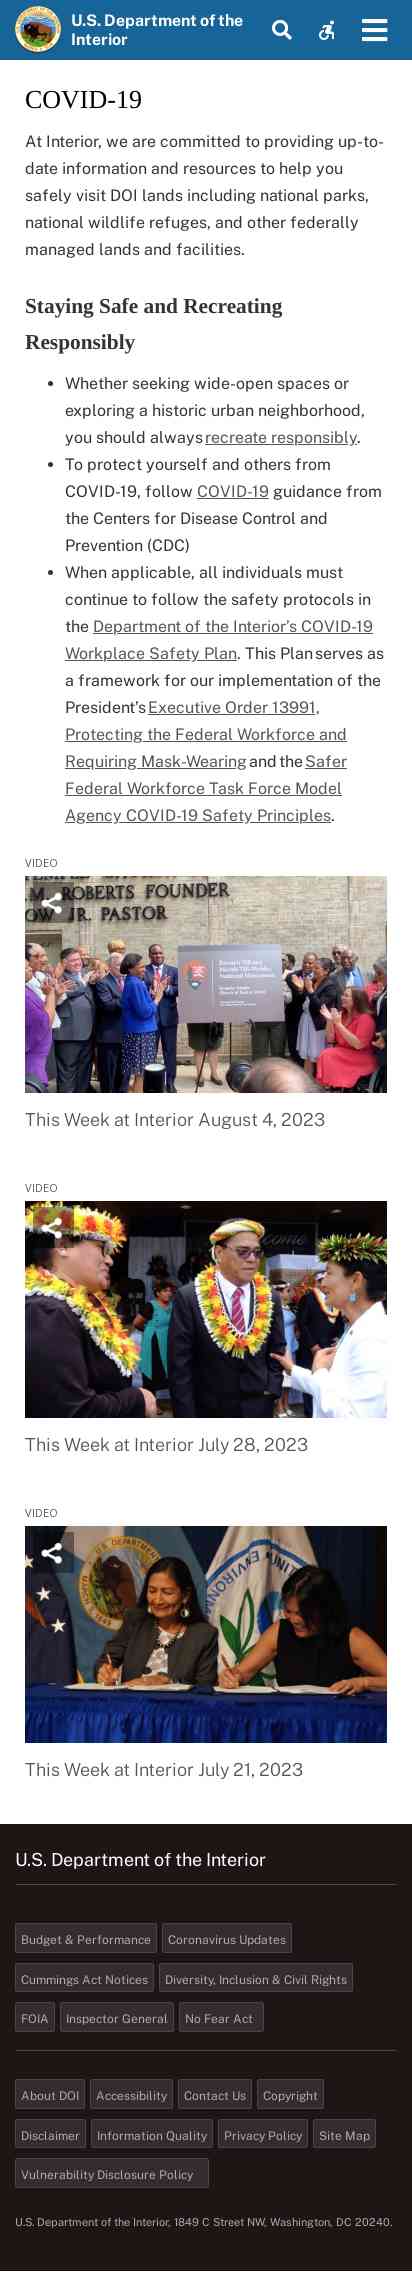 U.S. Department of the
Interior
COVID-19
At Interior, we are committed to providing up-to-
date information and resources to help you
safely visit DOI lands including national parks,
national wildlife refuges, and other federally
managed lands and facilities.
Staying Safe and Recreating
Responsibly
• Whether seeking wide-open spaces or
exploring a historic urban neighborhood,
you should always recreate responsibly.
• To protect yourself and others from
COVID-19, follow COVID-19 guidance from
the Centers for Disease Control and
Prevention (CDC)
• When applicable, all individuals must
continue to follow the safety protocols in
the Department of the Interior's COVID-19
Workplace Safety Plan. This Plan serves as
a framework for our implementation of the
President's Executive Order 13991,
Protecting the Federal Workforce and
Requiring Mask-Wearing and the Safer
Federal Workforce Task Force Model
Agency COVID-19 Safety Principles.
VIDEO
.M. ROBERTS FOUNDER
OW JR. PASTOR
This Week at Interior August 4, 2023
VIDEO
This Week at Interior July 28, 2023
VIDEO
This Week at Interior July 21, 2023
U.S. Department of the Interior
Budget & Performance Coronavirus Updates
Cummings Act Notices Diversity, Inclusion & Civil Rights
FOIA Inspector General No Fear Act
About DOI Accessibility Contact Us Copyright
Disclaimer Information Quality Privacy Policy Site Map
Vulnerability Disclosure Policy
U.S. Department of the Interior, 1849 C Street NW, Washington, DC 20240.